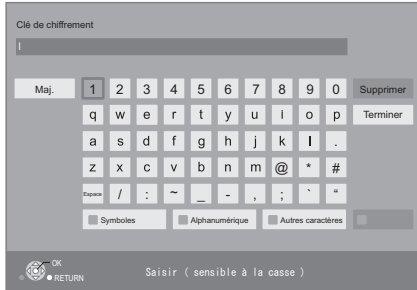 Clé de chiffrement
Maj. 1 2 3 4 5 6 7 8 9 0 Supprimer
q w e r t y u i o p Terminer
a s d f g h j k l .
z x c v b n m @ * #
Espace / : ~ _ - , ; ` “
Symboles Alphanumérique Autres caractères
OK
RETURN
Saisir ( sensible à la casse )